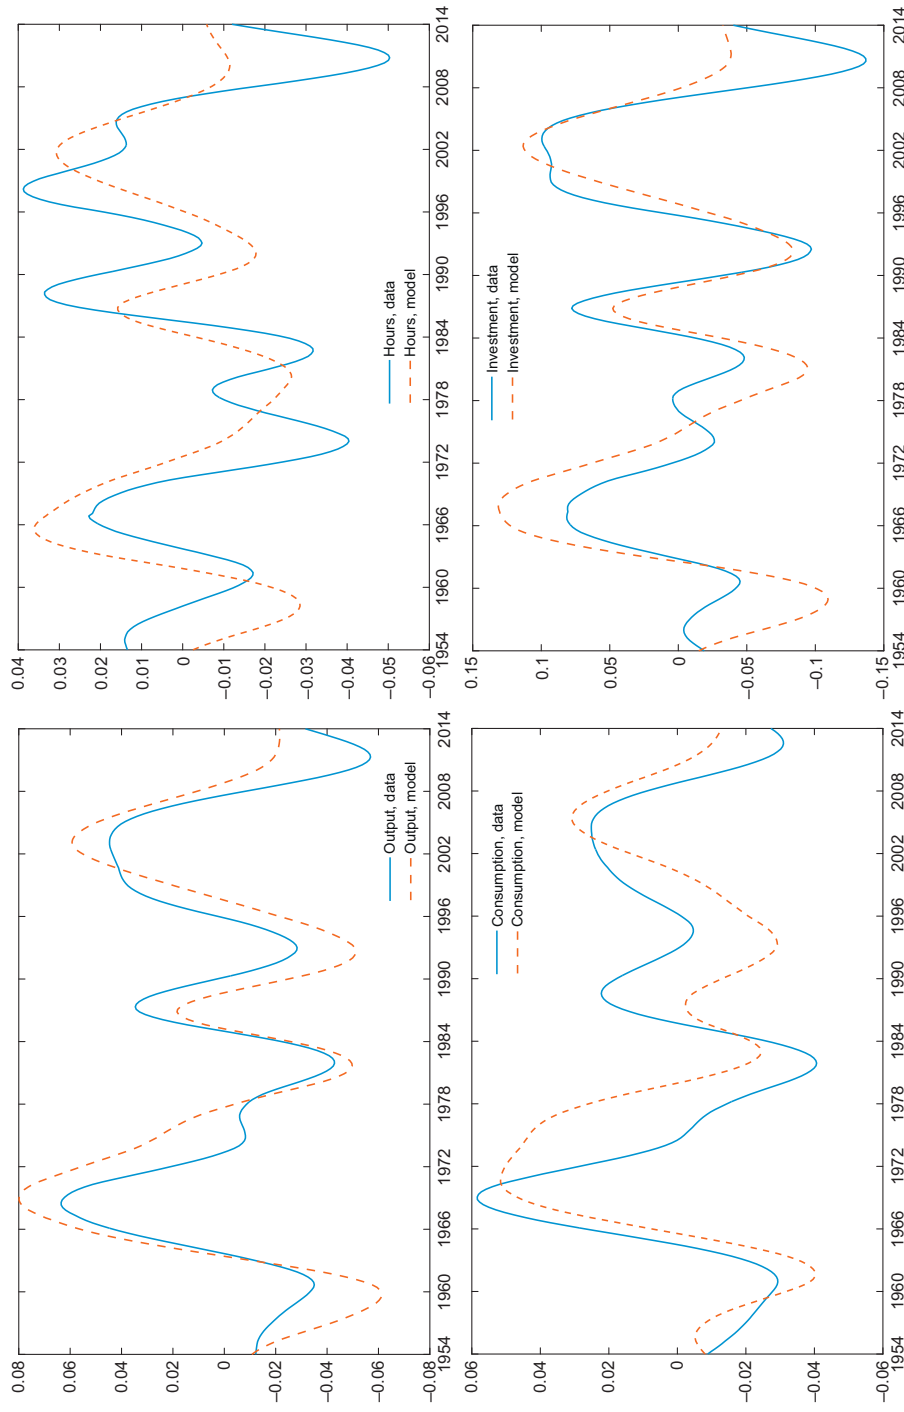 0.08
0.06
0.04
0.02
0
−0.02
−0.04
−0.06
−0.08
1954 1960 1966 1972 1978 1984 1990 1996 2002 2008 2014
Output, data
Output, model
0.04
0.03
0.01
0.01
0
−0.01
−0.02
−0.03
−0.04
−0.05
−0.06
1954 1960 1966 1972 1978 1984 1990 1996 2002 2008 2014
Hours, data
Hours, model
0.06
0.04
0.02
0
−0.02
−0.04
−0.06
1954 1960 1966 1972 1978 1984 1990 1996 2002 2008 2014
Consumption, data
Consumption, model
0.15
0.1
0.5
0
−0.05
−0.1
−0.15
1954 1960 1966 1972 1978 1984 1990 1996 2002 2008 2014
Investment, data
Investment, model